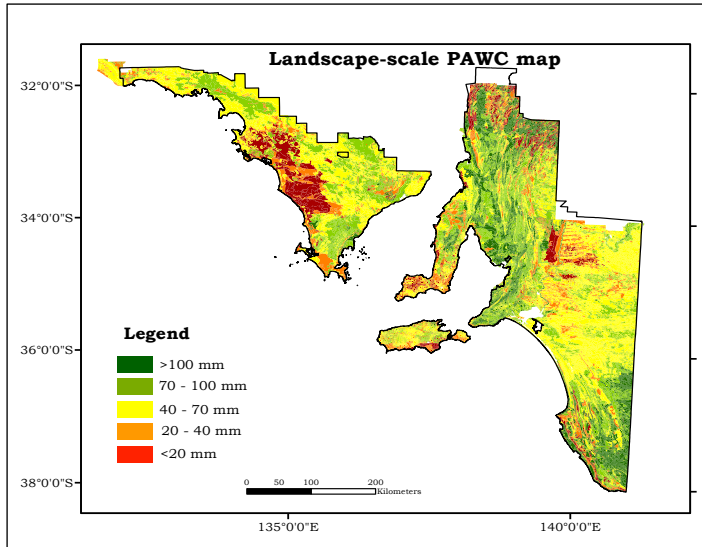 Landscape-scale PAWC map
32°0'0"S
34°0'0"S
36°0'0"S
38°0'0"S
Legend
>100 mm
70 - 100 mm
40 - 70 mm
20 - 40 mm
<20 mm
0 50 100 200
Kilometers
135°0'0"E 140°0'0"E